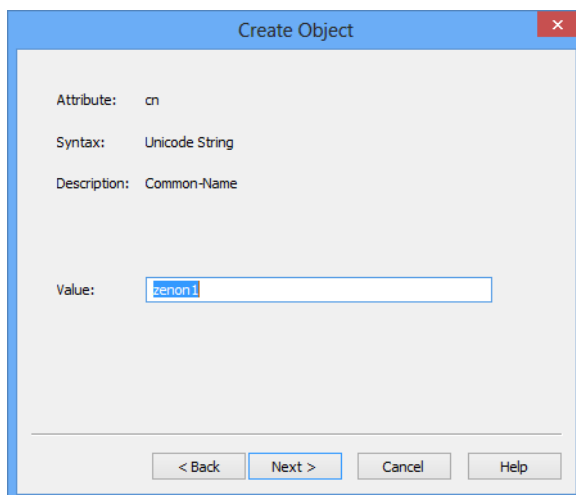 Create Object
Attribute: cn
Syntax: Unicode String
Description: Common-Name
Value: zenon1
< Back Next > Cancel Help